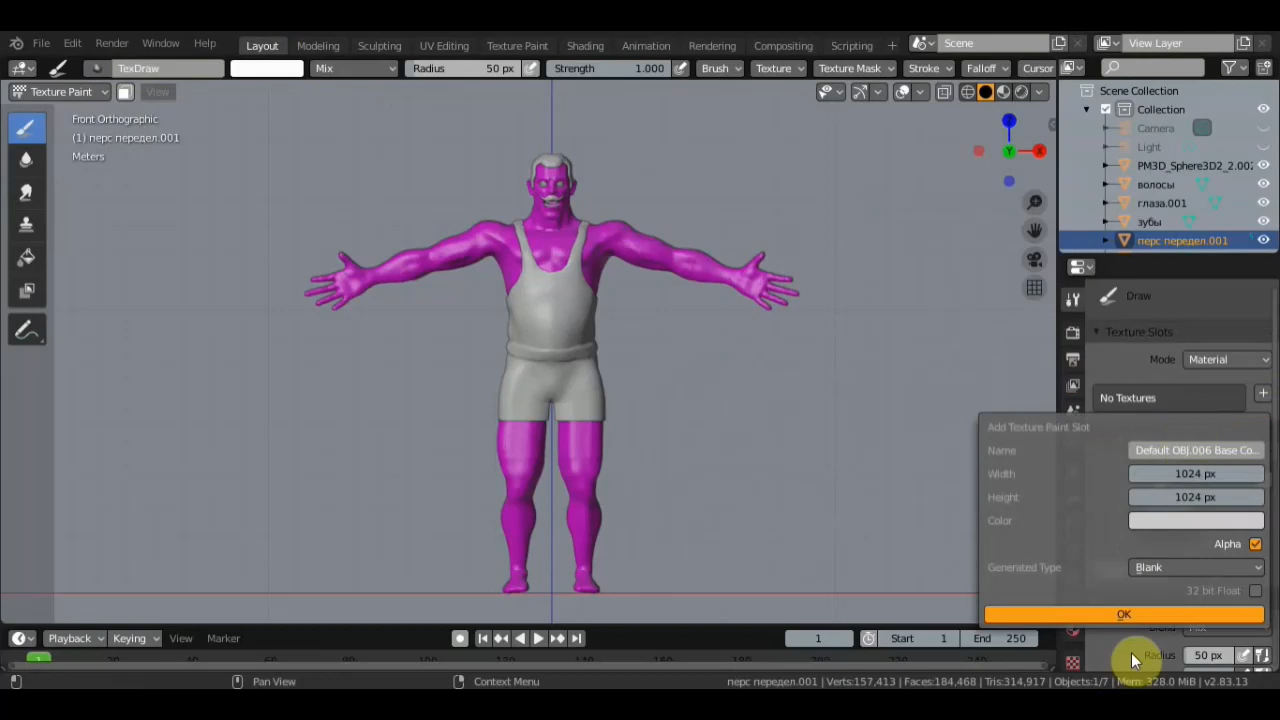 File Edit Render Window Help Layout Modeling Sculpting UV Editing Texture Paint Shading Animation Rendering Compositing Scripting + Scene View Layer
TexDraw Mix Radius 50 px Strength 1.000 Brush Texture Texture Mask Stroke Falloff Cursor
Texture Paint View
Front Orthographic
(1) перс передел.001
Meters
Z
Y
X
Scene Collection
Collection
Camera
Light
PM3D_Sphere3D2_2.002
волосы
глаза.001
зубы
перс передел.001
Draw
Texture Slots
Mode Material
No Textures
Add Texture Paint Slot
Name Default OBJ.006 Base Co...
Width 1024 px
Height 1024 px
Color
Alpha
Generated Type Blank
32 bit Float
OK
Radius 50 px
Playback Keying View Marker 1 Start 1 End 250
1
Pan View Context Menu перс передел.001 | Verts:157,413 | Faces:184,468 | Tris:314,917 | Objects:1/7 | Mem: 328.0 MiB | v2.83.13